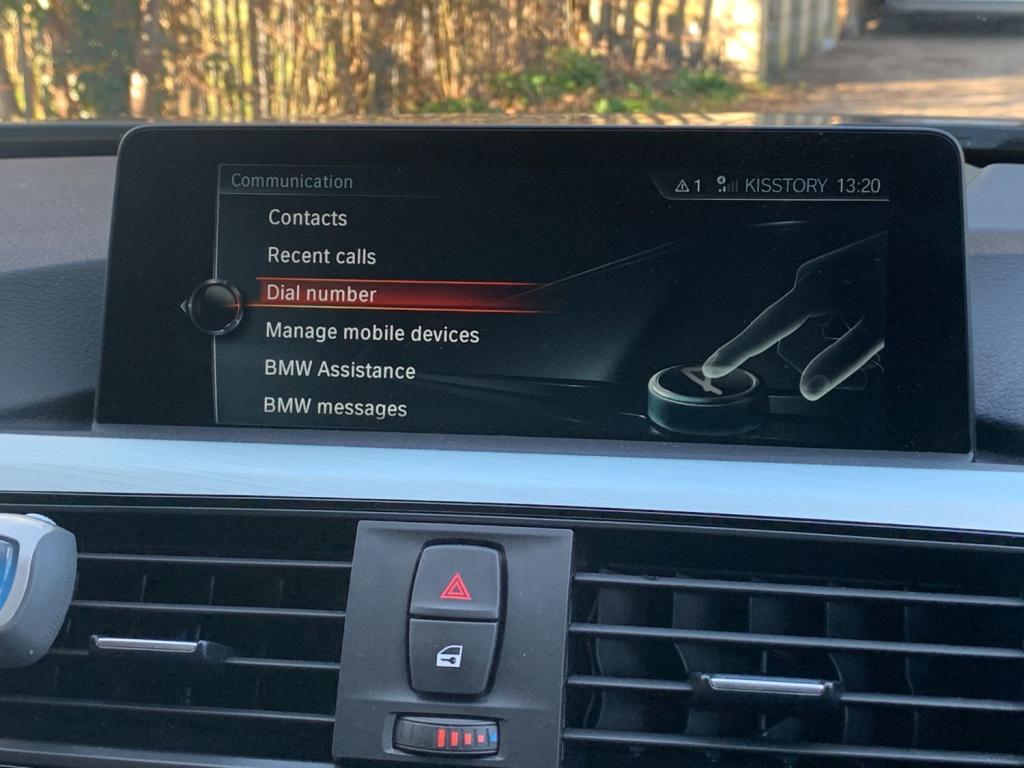 Communication
1 KISSTORY 13:20
Contacts
Recent calls
Dial number
Manage mobile devices
BMW Assistance
BMW messages